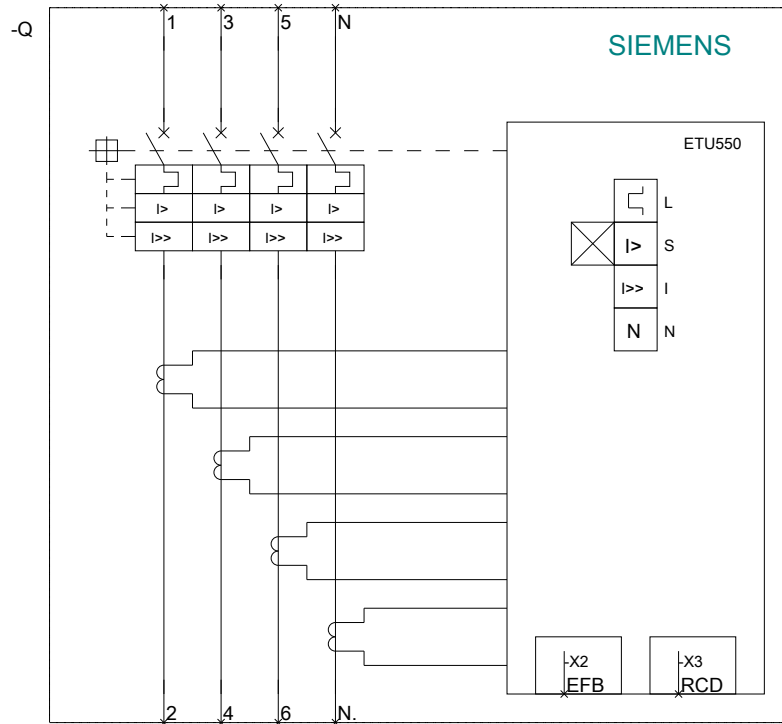 -Q
1 3 5 N
SIEMENS
ETU550
L
I> I> I> I>
I>> I>> I>> I>>
I> S
I>> I
N N
-X2
EFB
-X3
RCD
2 4 6 N.